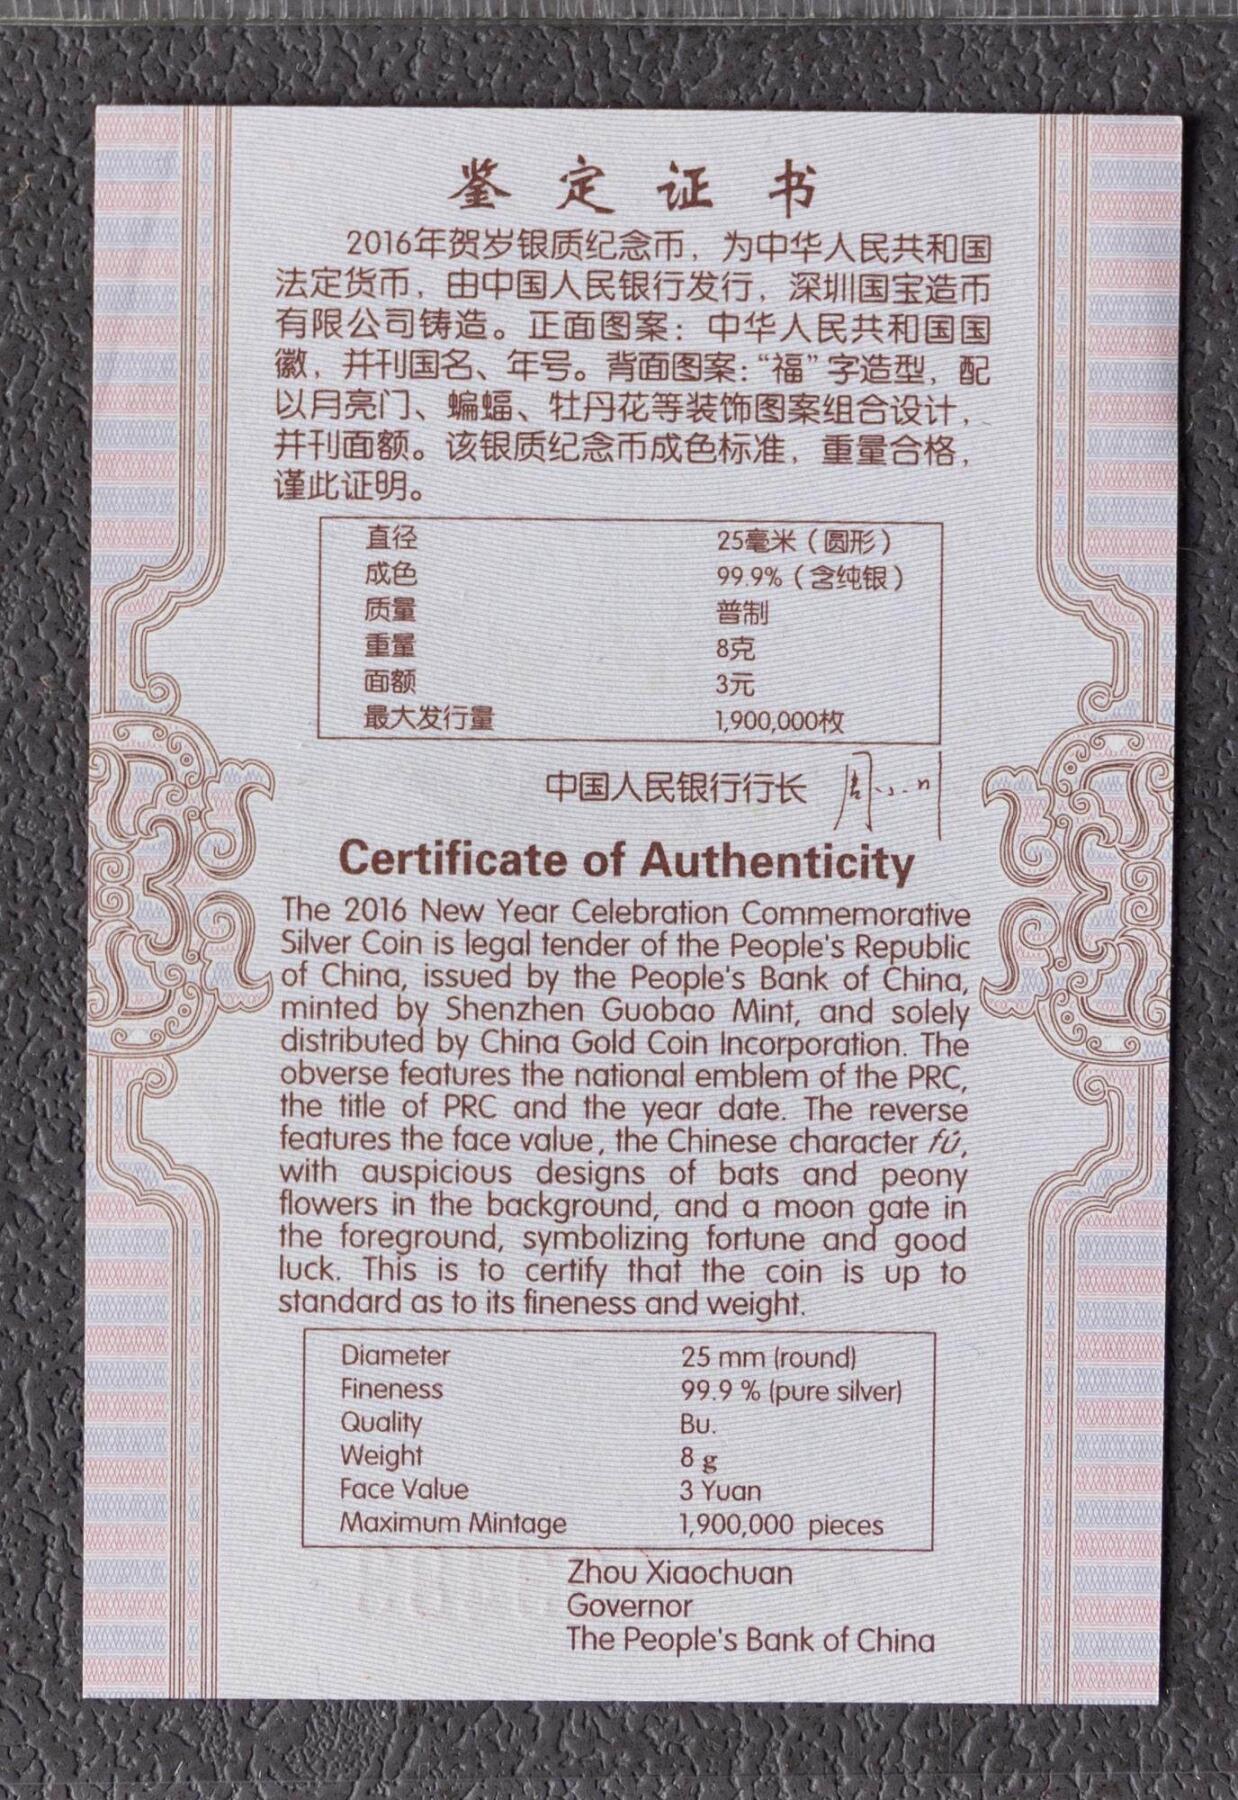 鉴定证书
2016年贺岁银质纪念币，为中华人民共和国
法定货币，由中国人民银行发行，深圳国宝造币
有限公司铸造。正面图案：中华人民共和国国
徽，并刊国名、年号。背面图案：“福”字造型，配
以月亮门、蝙蝠、牡丹花等装饰图案组合设计，
并刊面额。该银质纪念币成色标准，重量合格，
谨此证明。
直径 25毫米（圆形）
成色 99.9%（含纯银）
质量 普制
重量 8克
面额 3元
最大发行量 1,900,000枚
中国人民银行行长 周小川
Certificate of Authenticity
The 2016 New Year Celebration Commemorative
Silver Coin is legal tender of the People's Republic
of China, issued by the People's Bank of China,
minted by Shenzhen Guobao Mint, and solely
distributed by China Gold Coin Incorporation. The
obverse features the national emblem of the PRC,
the title of PRC and the year date. The reverse
features the face value, the Chinese character fú,
with auspicious designs of bats and peony
flowers in the background, and a moon gate in
the foreground, symbolizing fortune and good
luck. This is to certify that the coin is up to
standard as to its fineness and weight.
Diameter 25 mm (round)
Fineness 99.9 % (pure silver)
Quality Bu.
Weight 8 g
Face Value 3 Yuan
Maximum Mintage 1,900,000 pieces
Zhou Xiaochuan
Governor
The People's Bank of China